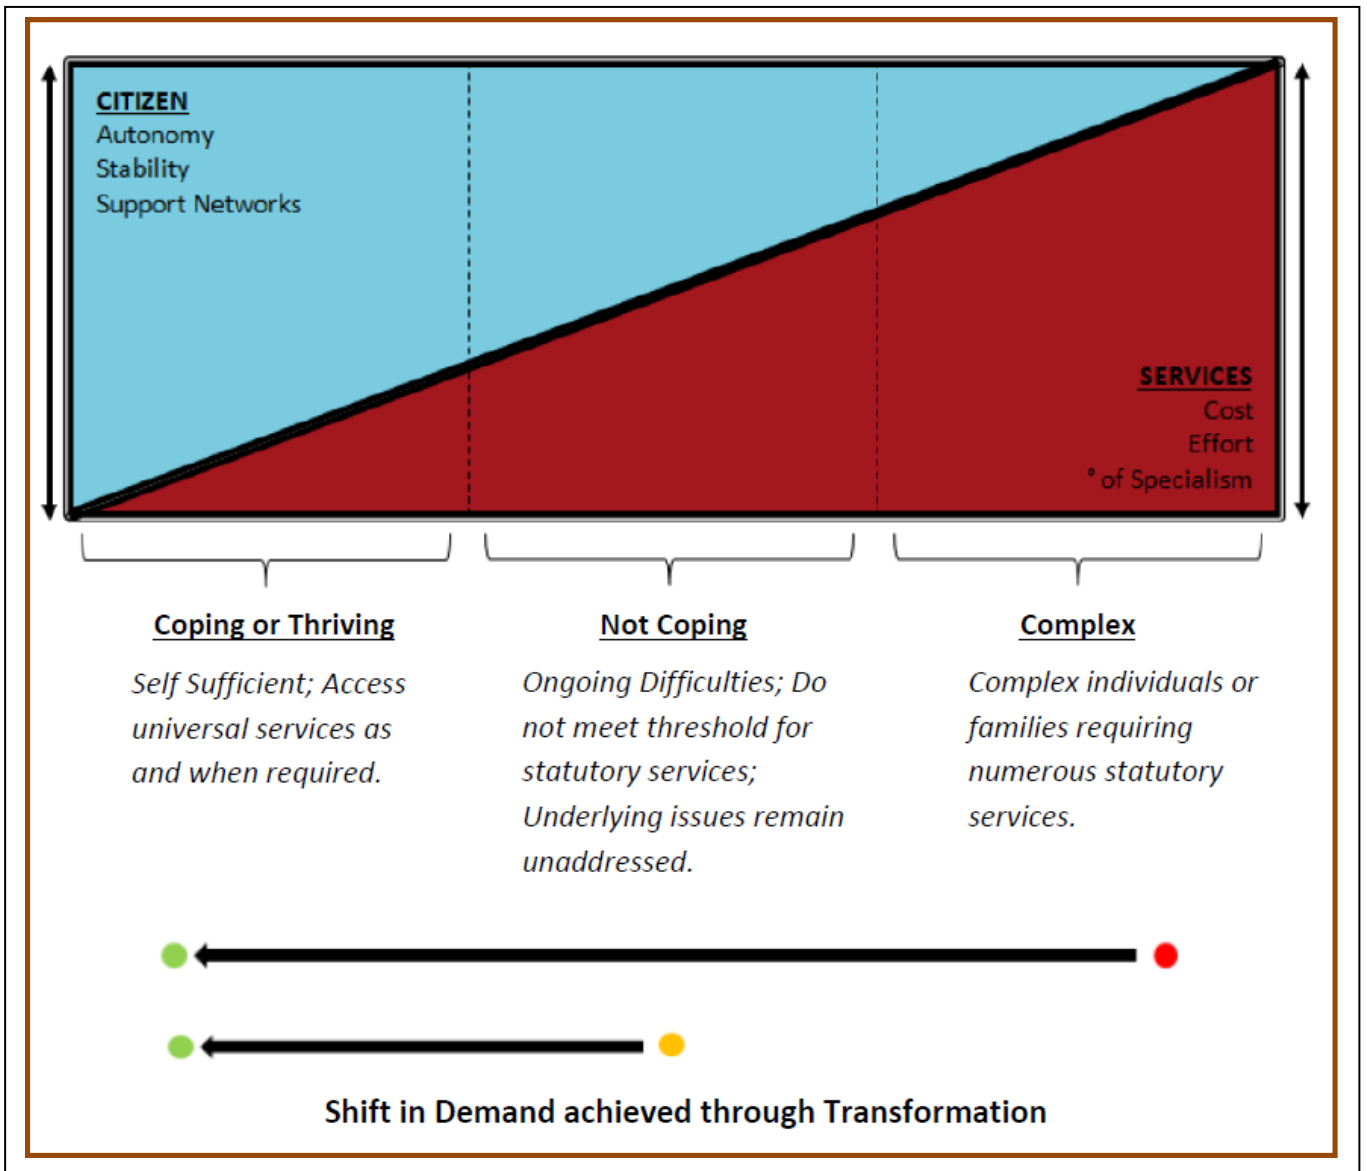 CITIZEN
Autonomy
Stability
Support Networks
SERVICES
Cost
Effort
° of Specialism
Coping or Thriving
Self Sufficient; Access
universal services as
and when required.
Not Coping
Ongoing Difficulties; Do
not meet threshold for
statutory services;
Underlying issues remain
unaddressed.
Complex
Complex individuals or
families requiring
numerous statutory
services.
Shift in Demand achieved through Transformation